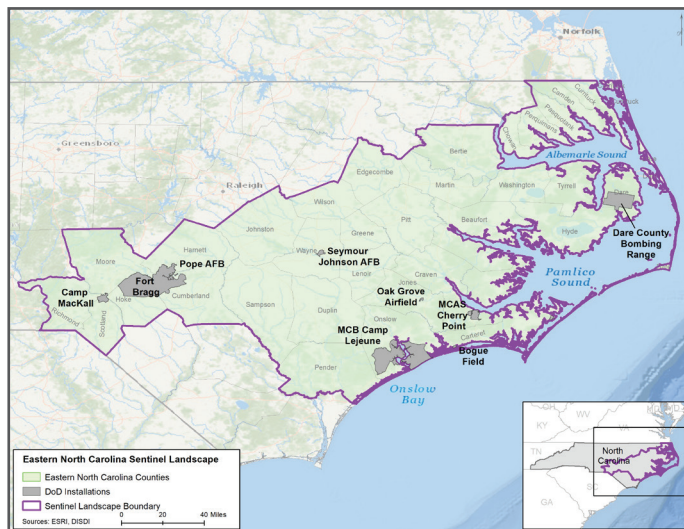 Norfolk
Greensboro
Raleigh
Currituck
Camden
Pasquotank
Perquimans
Chowan
Albemarle Sound
Bertie
Edgecombe
Martin
Washington
Tyrrell
Dare
Wilson
Pitt
Beaufort
Hyde
Johnston
Greene
Dare County,
Bombing
Range
Moore
Harnett
Wayne
Seymour
Johnson AFB
Lenoir
Craven
Pamlico
Sound
Pope AFB
Fort
Bragg
Cumberland
Camp
MacKall
Hoke
Scotland
Richmond
Sampson
Duplin
Jones
Oak Grove
Airfield
MCAS
Cherry
Point
Onslow
MCB Camp
Lejeune
Carteret
Bogue
Field
Pender
Onslow
Bay
Eastern North Carolina Sentinel Landscape
Eastern North Carolina Counties
DoD Installations
Sentinel Landscape Boundary
Sources: ESRI, DISDI
0 20 40 Miles
OH
WV
KY
VA
TN
North
Carolina
SC
GA